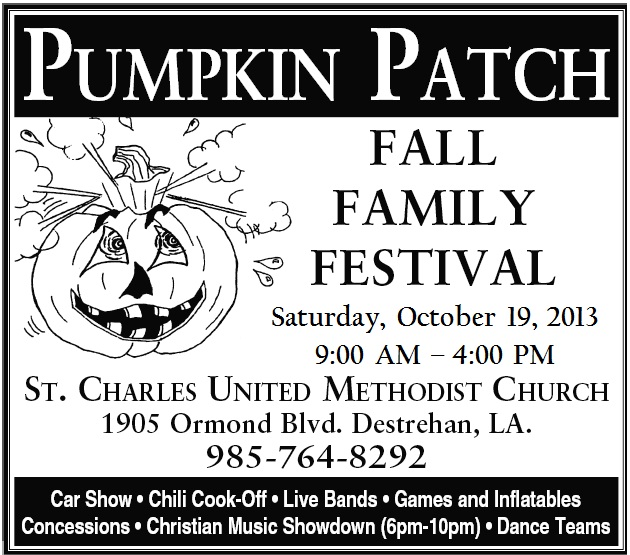 PUMPKIN PATCH
FALL
FAMILY
FESTIVAL
Saturday, October 19, 2013
9:00 AM – 4:00 PM
ST. CHARLES UNITED METHODIST CHURCH
1905 Ormond Blvd. Destrehan, LA.
985-764-8292
Car Show • Chili Cook-Off • Live Bands • Games and Inflatables
Concessions • Christian Music Showdown (6pm-10pm) • Dance Teams